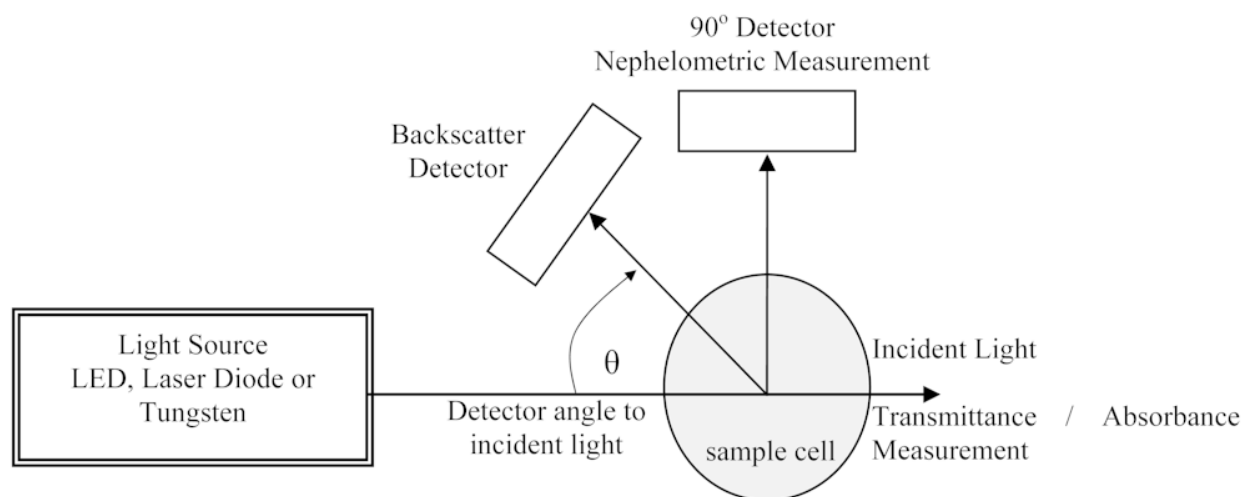 90° Detector
Nephelometric Measurement
Backscatter
Detector
Light Source
LED, Laser Diode or
Tungsten
θ
Detector angle to
incident light
sample cell
Incident Light
Transmittance / Absorbance
Measurement